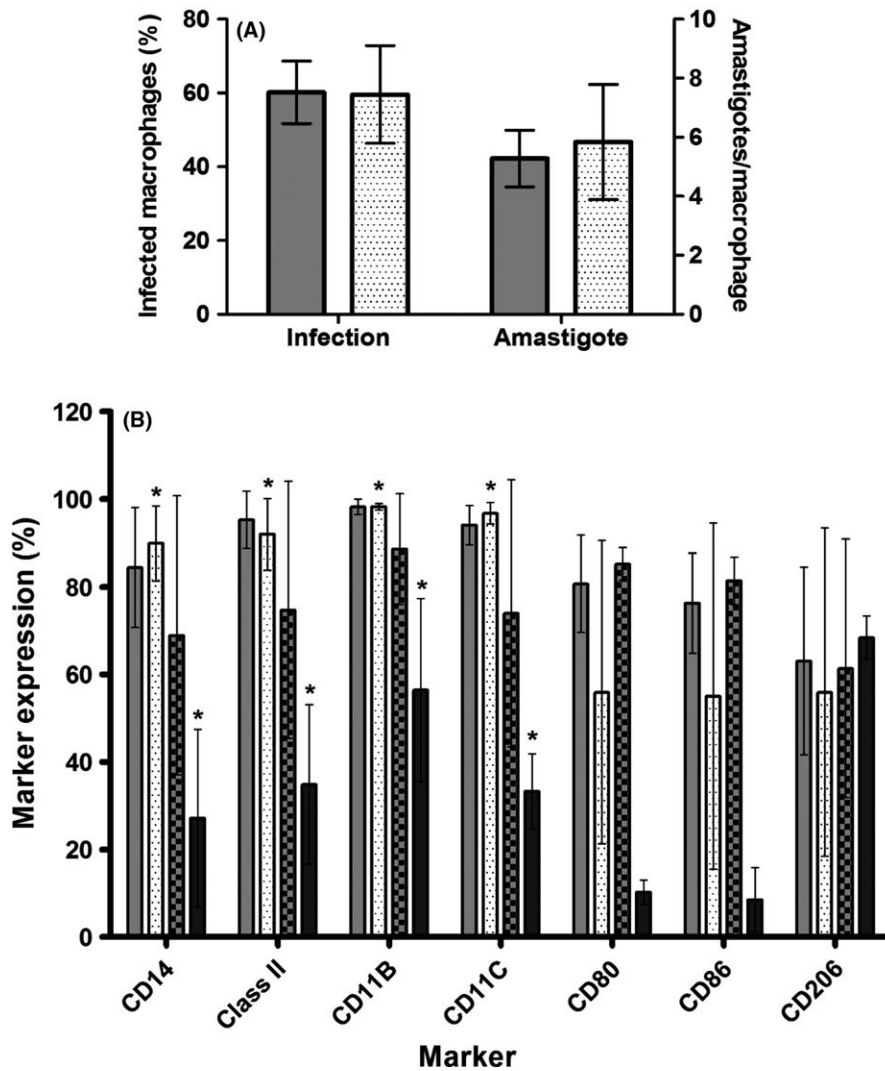 (A)
Infected macrophages (%)
80
60
40
20
0
10
8
6
4
2
0
Amastigotes/macrophage
Infection Amastigote
(B)
Marker expression (%)
120
100
80
60
40
20
0
* * * *
* * * *
CD14 Class II CD11B CD11C CD80 CD86 CD206
Marker